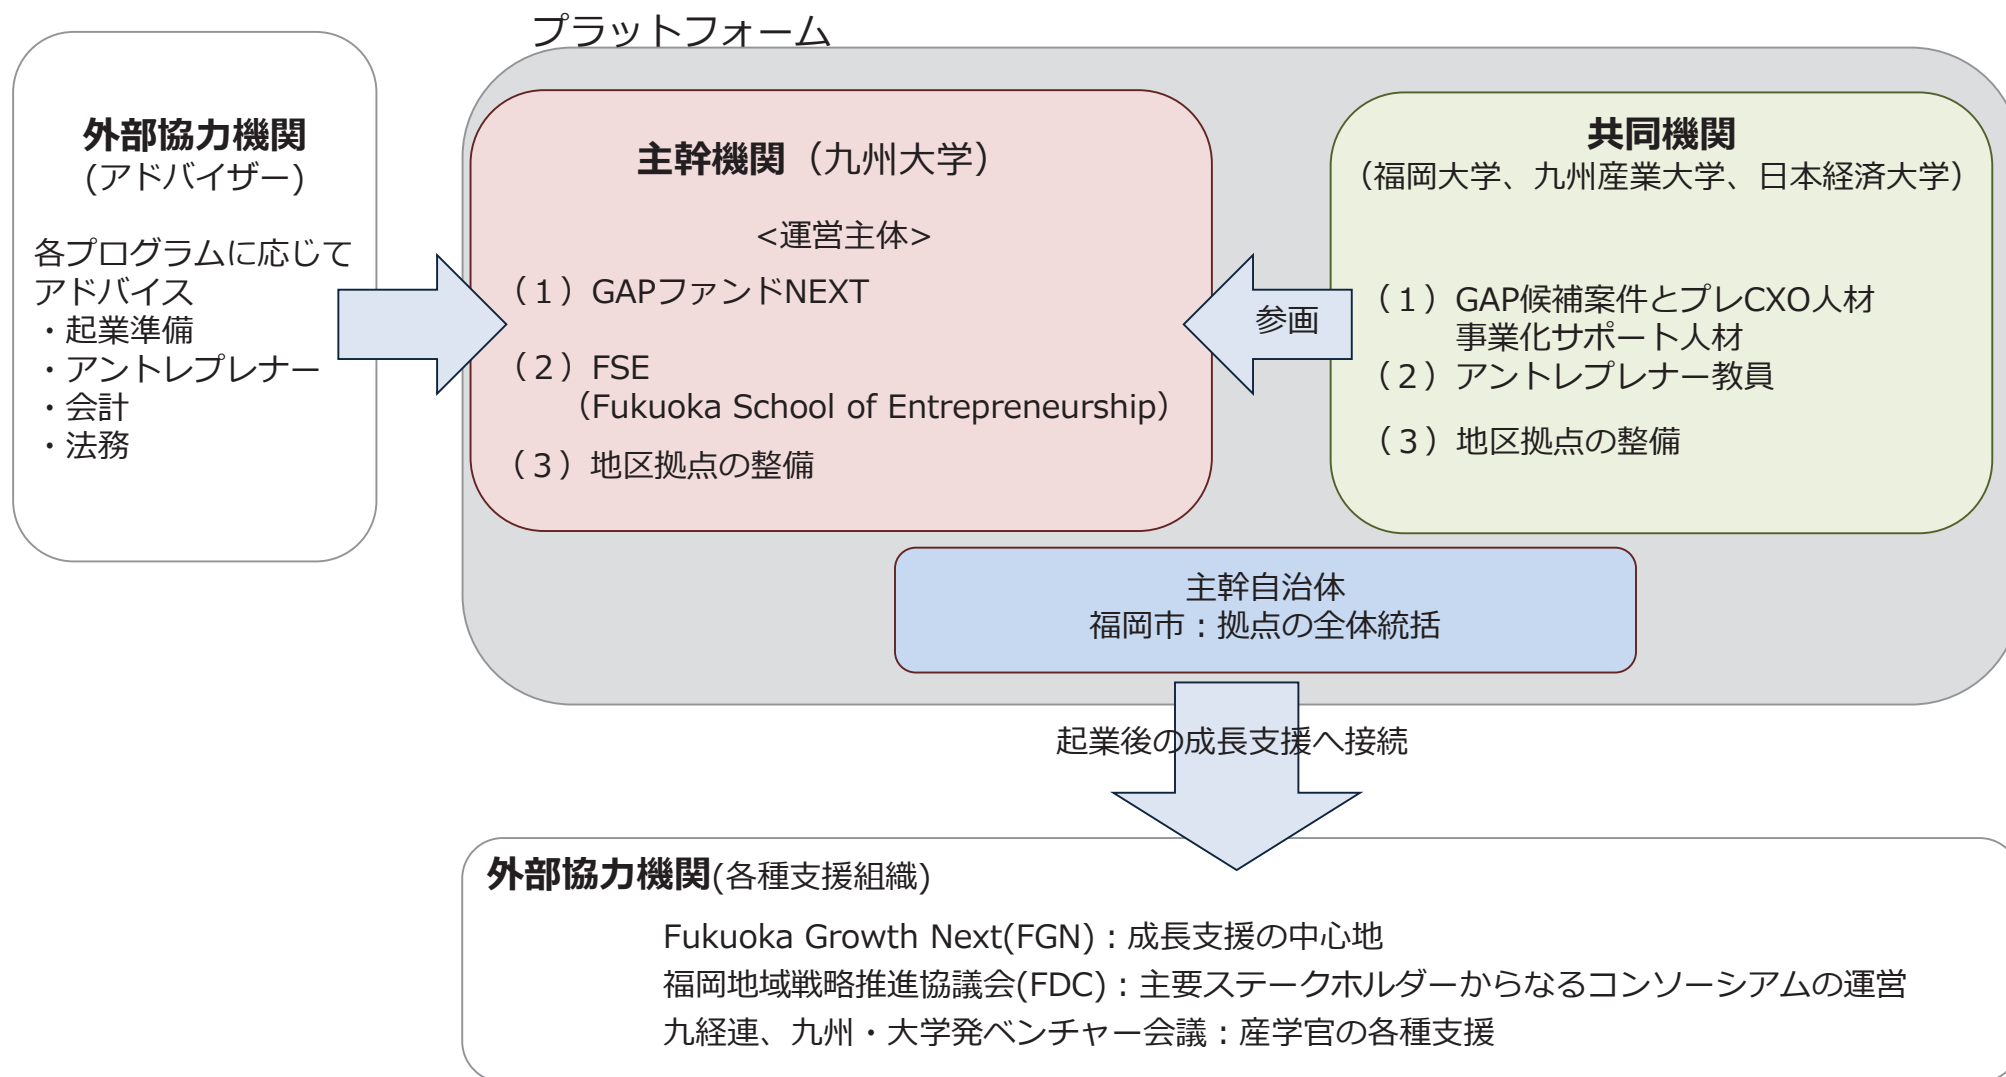 プラットフォーム
外部協力機関
(アドバイザー)
各プログラムに応じて
アドバイス
・起業準備
・アントレプレナー
・会計
・法務
主幹機関（九州大学）
<運営主体>
（１）GAPファンドNEXT
（２）FSE
（Fukuoka School of Entrepreneurship）
（３）地区拠点の整備
参画
共同機関
（福岡大学、九州産業大学、日本経済大学）
（１）GAP候補案件とプレCXO人材
事業化サポート人材
（２）アントレプレナー教員
（３）地区拠点の整備
主幹自治体
福岡市：拠点の全体統括
起業後の成長支援へ接続
外部協力機関(各種支援組織)
Fukuoka Growth Next(FGN)：成長支援の中心地
福岡地域戦略推進協議会(FDC)：主要ステークホルダーからなるコンソーシアムの運営
九経連、九州・大学発ベンチャー会議：産学官の各種支援